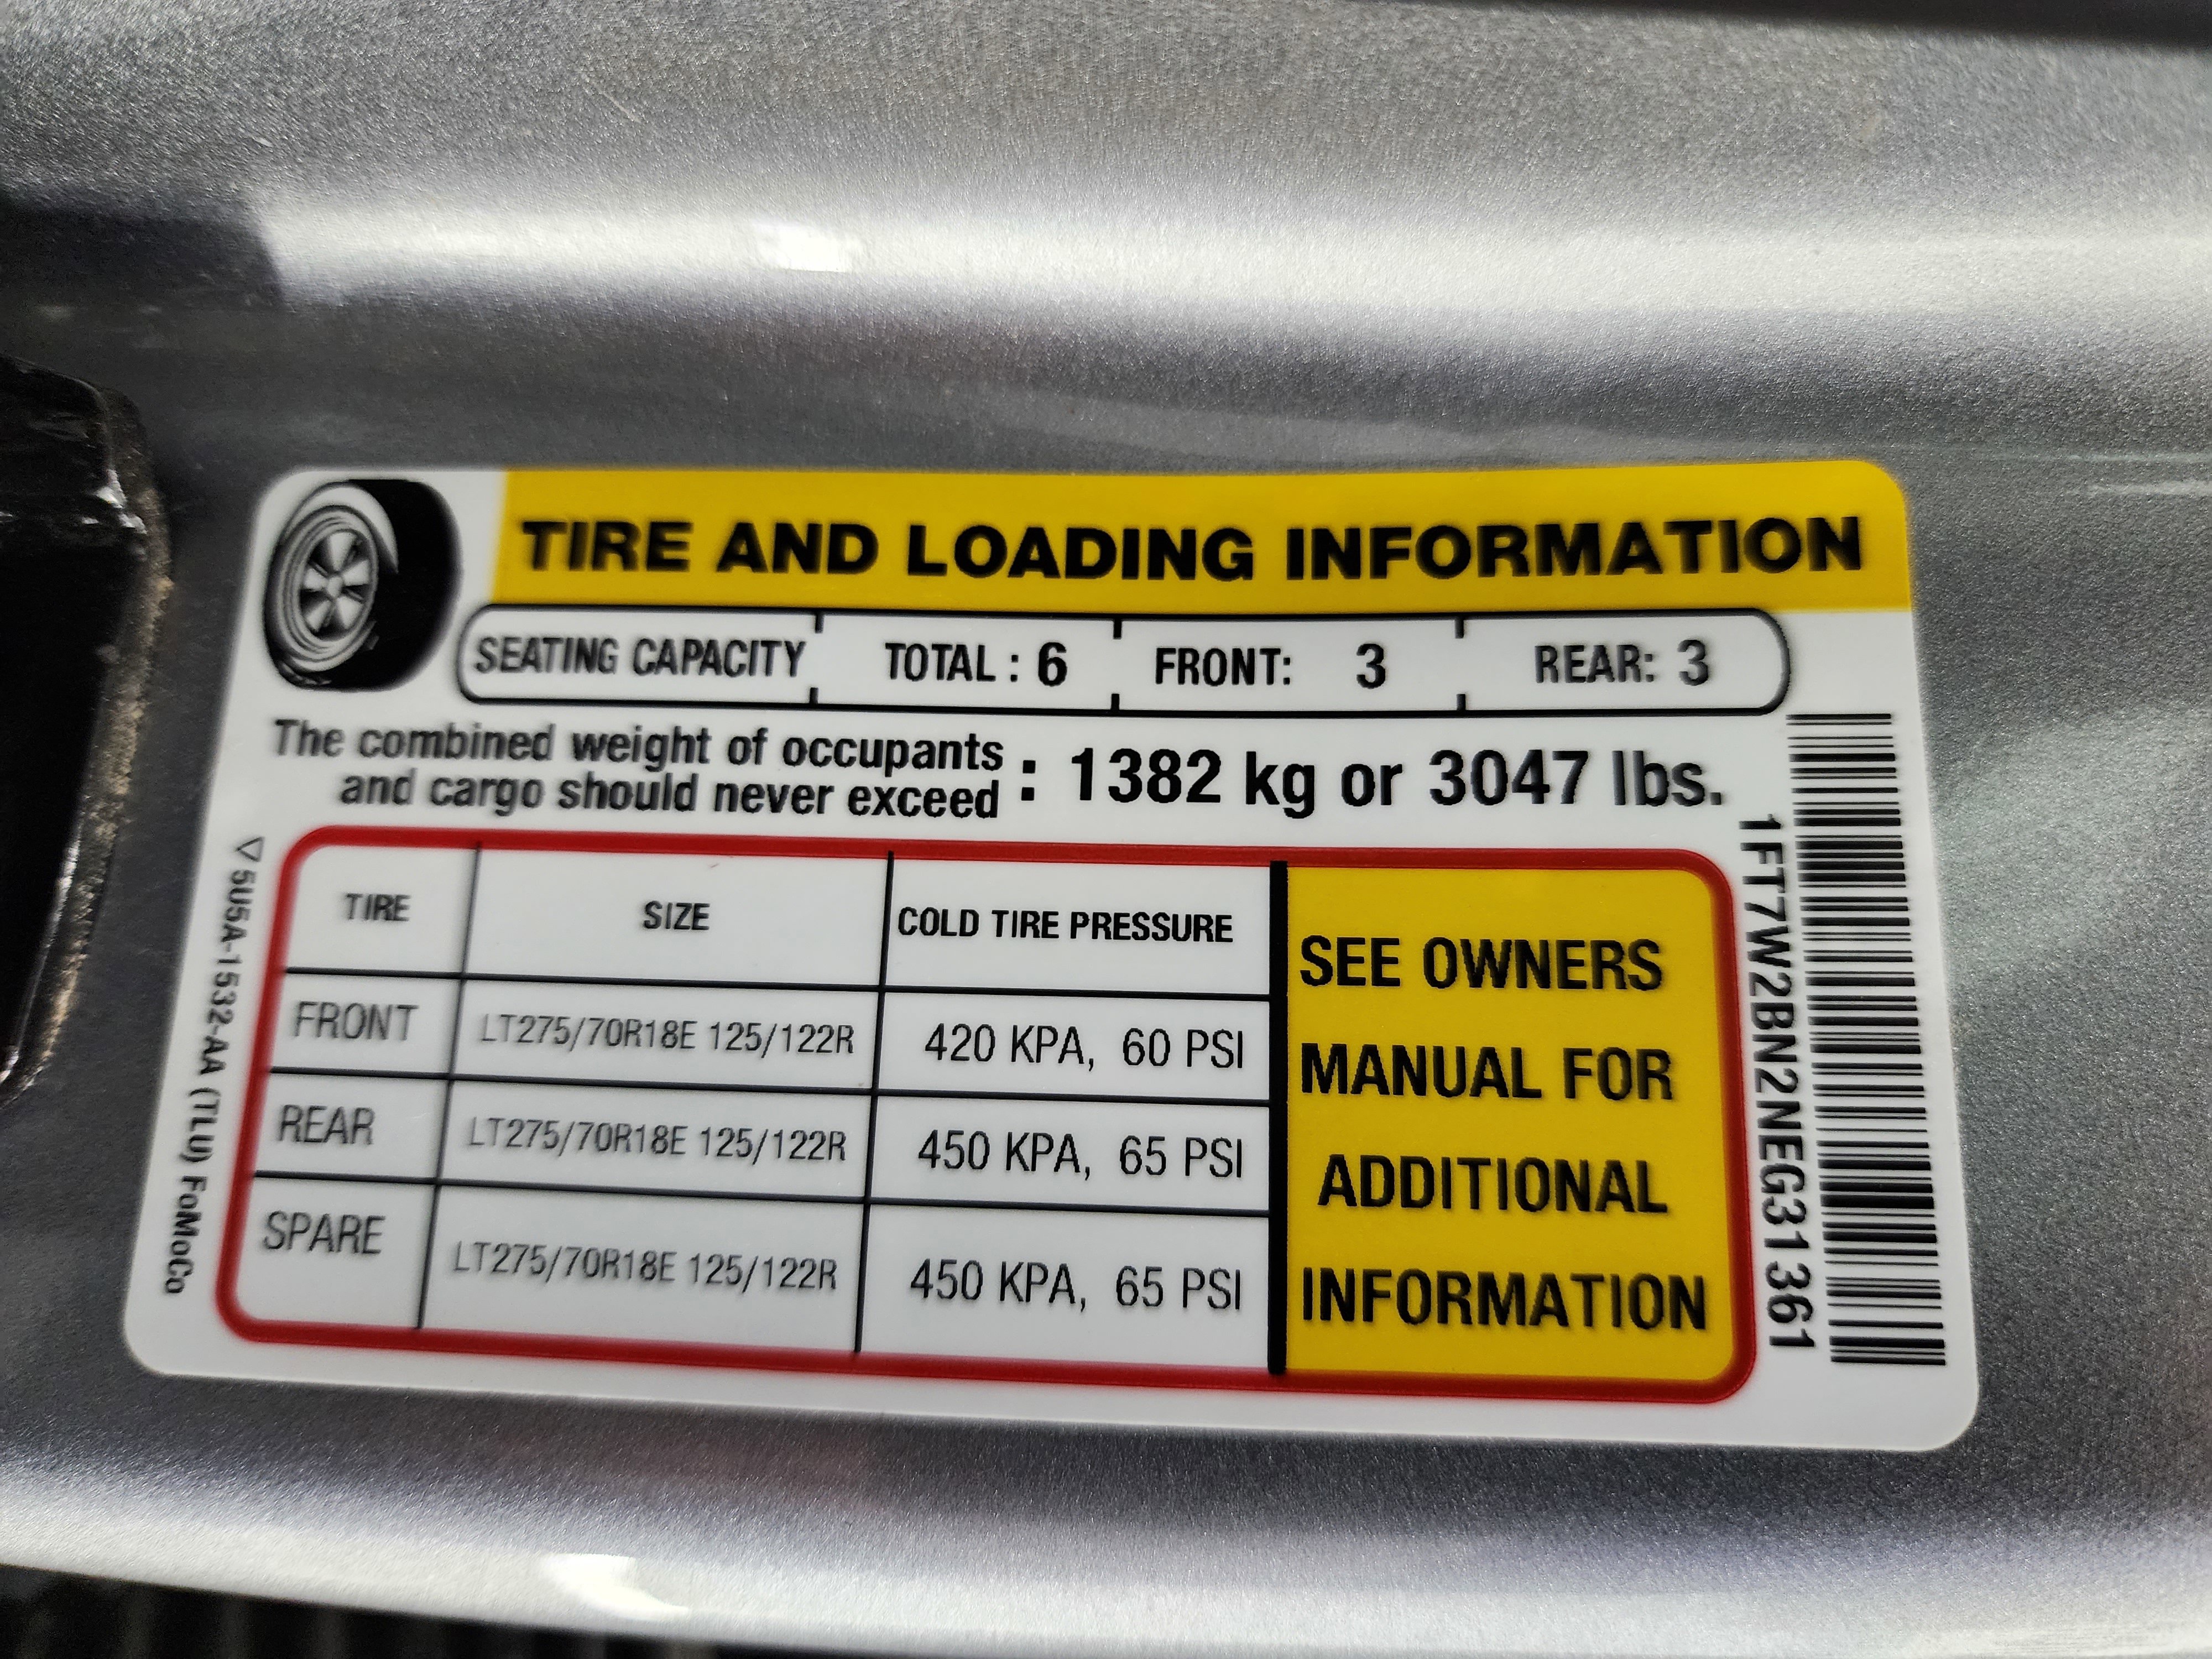 TIRE AND LOADING INFORMATION
SEATING CAPACITY TOTAL : 6 FRONT: 3 REAR: 3
The combined weight of occupants
and cargo should never exceed : 1382 kg or 3047 lbs.
TIRE SIZE COLD TIRE PRESSURE
FRONT LT275/70R18E 125/122R 420 KPA, 60 PSI
REAR LT275/70R18E 125/122R 450 KPA, 65 PSI
SPARE LT275/70R18E 125/122R 450 KPA, 65 PSI
SEE OWNERS
MANUAL FOR
ADDITIONAL
INFORMATION
1FT7W2BN2NEG31361
5U5A-1532-AA (TLU) FoMoCo